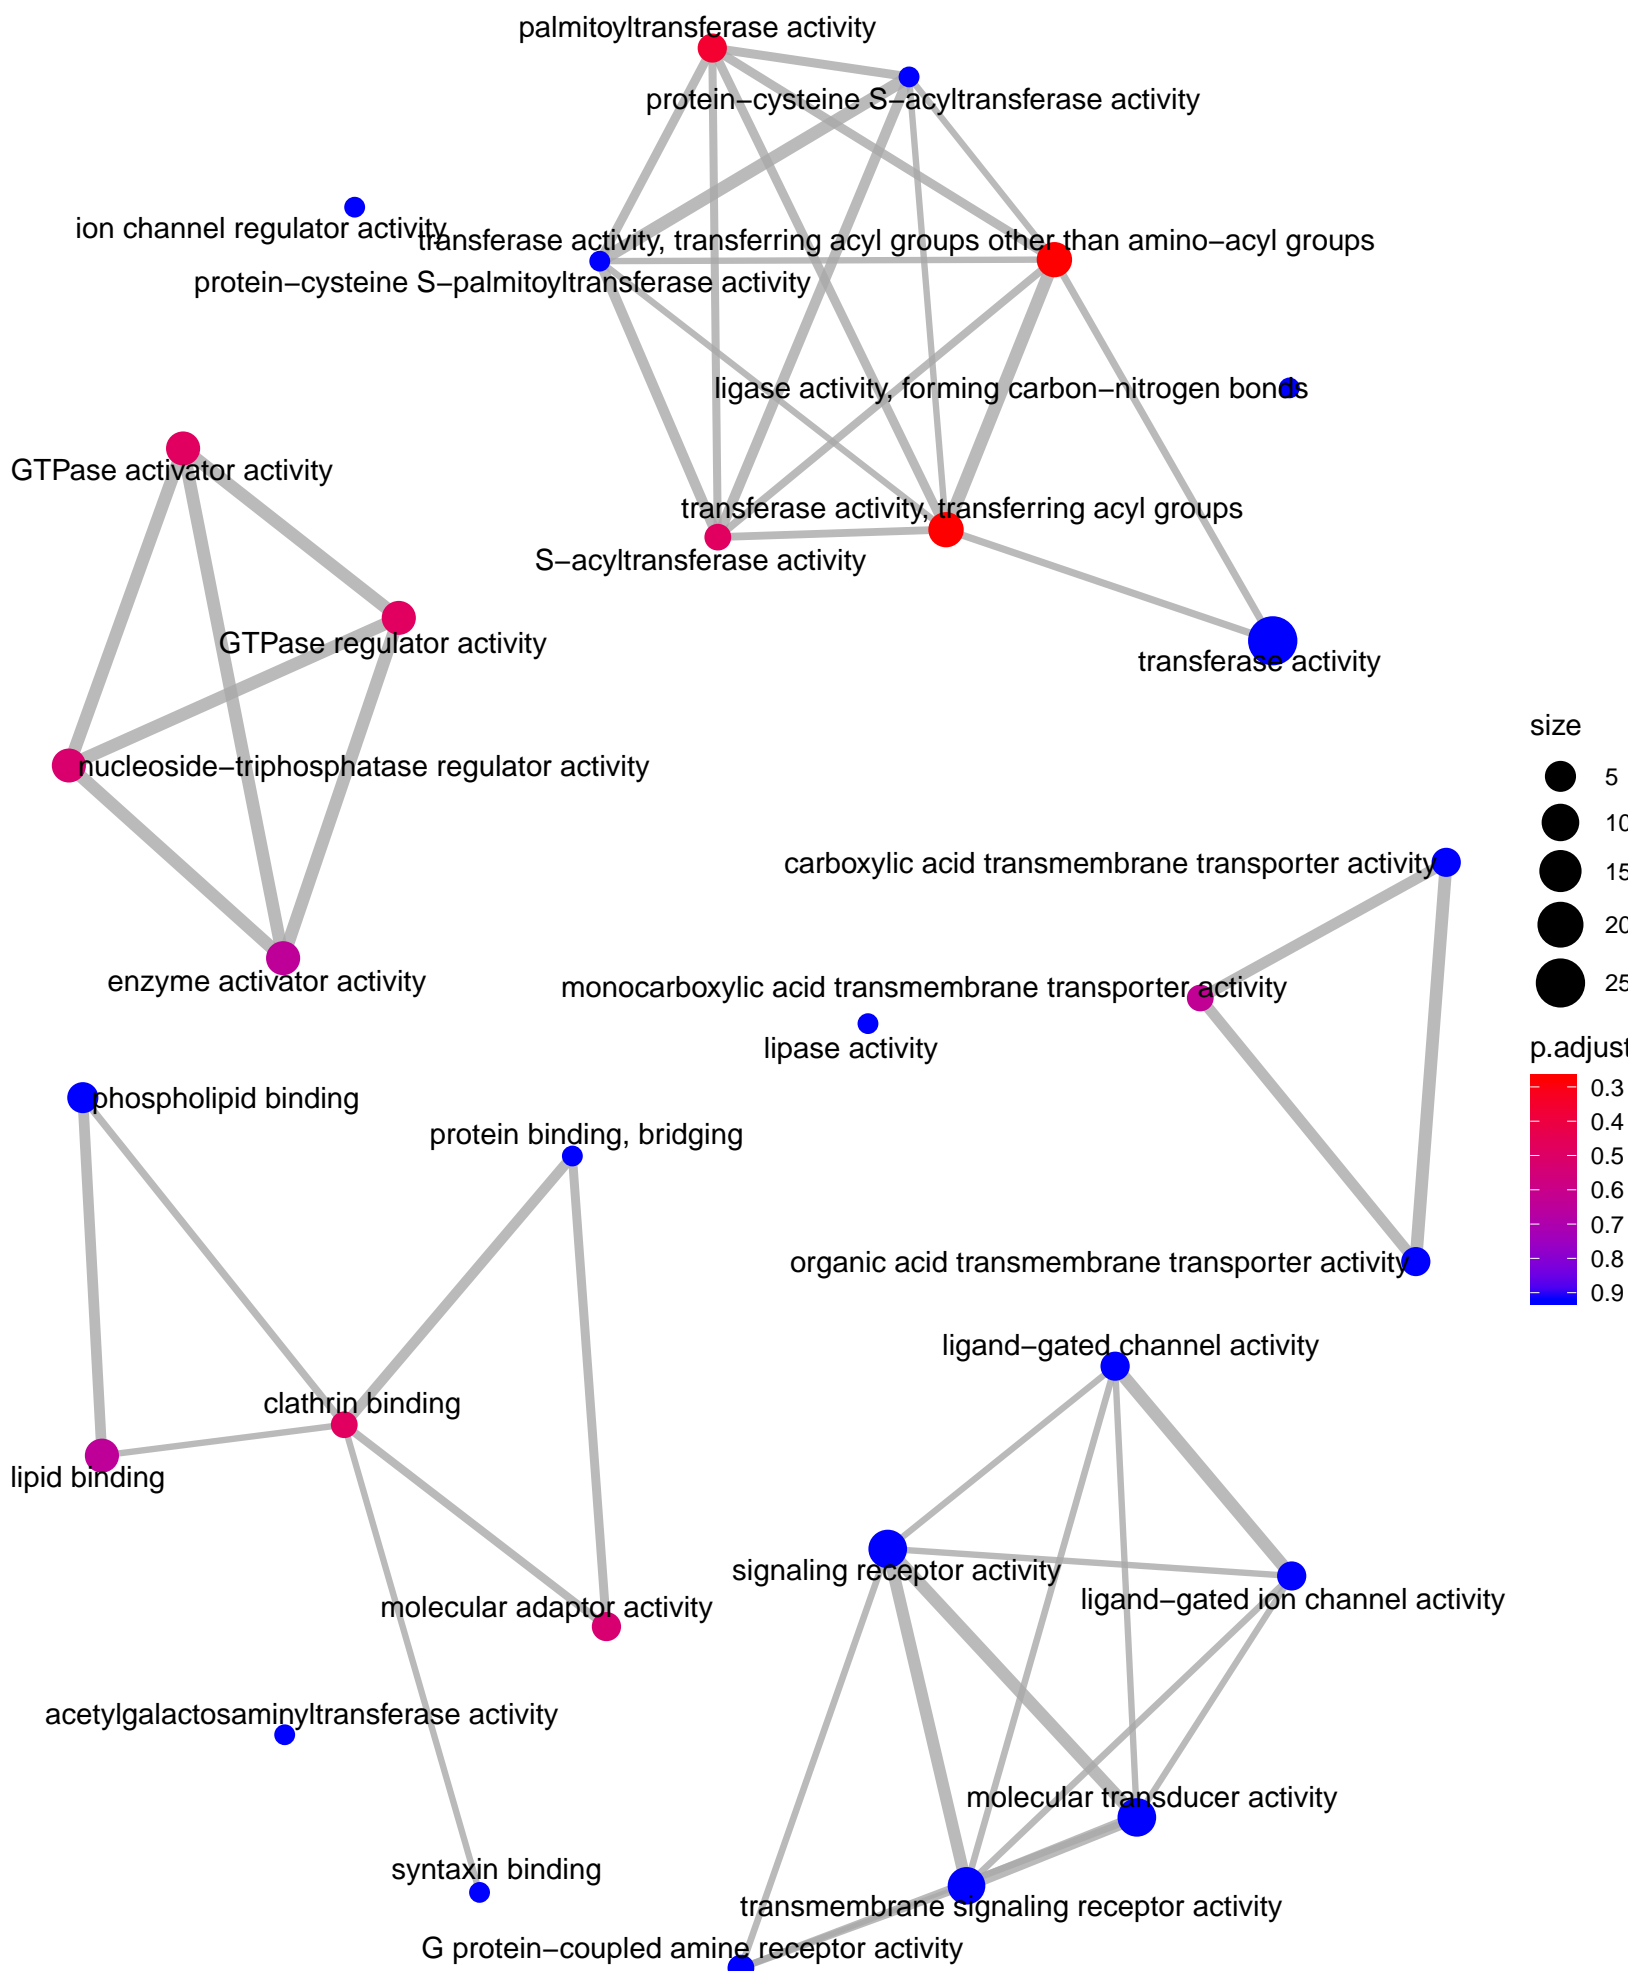 palmitoyltransferase activity
protein−cysteine S−acyltransferase activity
ion channel regulator activity
transferase activity, transferring acyl groups other than amino−acyl groups
protein−cysteine S−palmitoyltransferase activity
ligase activity, forming carbon−nitrogen bonds
GTPase activator activity
transferase activity, transferring acyl groups
S−acyltransferase activity
GTPase regulator activity
transferase activity
nucleoside−triphosphatase regulator activity
size
5
10
15
20
25
carboxylic acid transmembrane transporter activity
enzyme activator activity
monocarboxylic acid transmembrane transporter activity
lipase activity
p.adjust
0.3
0.4
0.5
0.6
0.7
0.8
0.9
phospholipid binding
protein binding, bridging
organic acid transmembrane transporter activity
ligand−gated channel activity
clathrin binding
lipid binding
signaling receptor activity
ligand−gated ion channel activity
molecular adaptor activity
acetylgalactosaminyltransferase activity
molecular transducer activity
syntaxin binding
transmembrane signaling receptor activity
G protein−coupled amine receptor activity